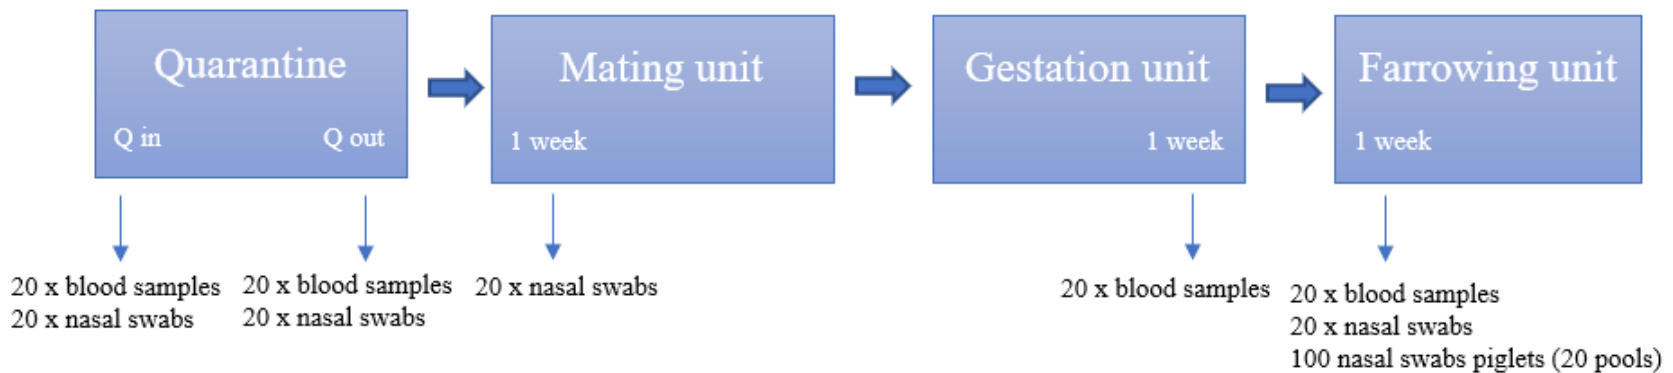 Quarantine
Q in
Q out
Mating unit
1 week
Gestation unit
1 week
Farrowing unit
1 week
20 x blood samples
20 x nasal swabs
20 x blood samples
20 x nasal swabs
20 x nasal swabs
20 x blood samples
20 x blood samples
20 x nasal swabs
100 nasal swabs piglets (20 pools)